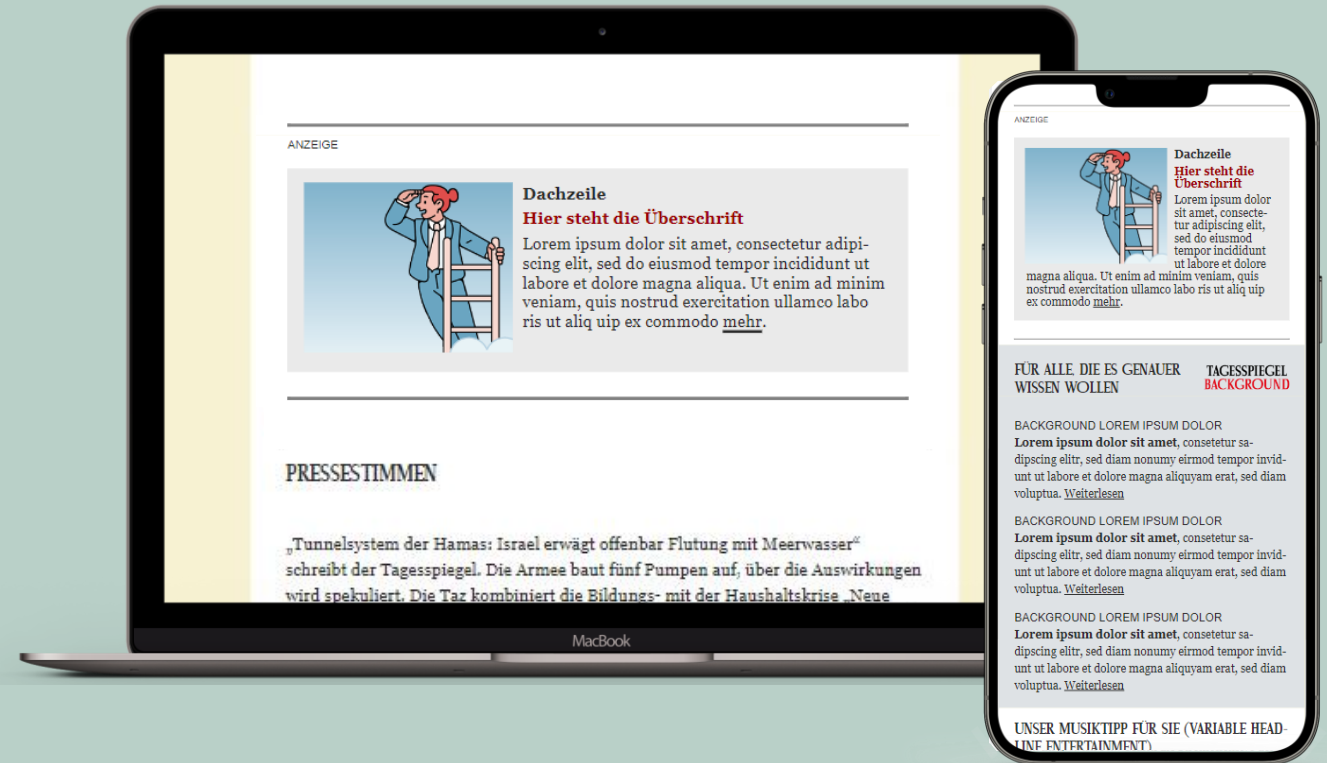 ANZEIGE
Dachzeile
Hier steht die Überschrift
Lorem ipsum dolor sit amet, consectetur adipi-
scing elit, sed do eiusmod tempor incididunt ut
labore et dolore magna aliqua. Ut enim ad minim
veniam, quis nostrud exercitation ullamco labo
ris ut aliq uip ex commodo mehr.
PRESSESTIMMEN
„Tunnelsystem der Hamas: Israel erwägt offenbar Flutung mit Meerwasser“
schreibt der Tagesspiegel. Die Armee baut fünf Pumpen auf, über die Auswirkungen
wird spekuliert. Die Taz kombiniert die Bildungs- mit der Haushaltskrise „Neue
MacBook
ANZEIGE
Dachzeile
Hier steht die
Überschrift
Lorem ipsum dolor
sit amet, consecte-
tur adipiscing elit,
sed do eiusmod
tempor incididunt
ut labore et dolore
magna aliqua. Ut enim ad minim veniam, quis
nostrud exercitation ullamco labo ris ut aliq uip
ex commodo mehr.
FÜR ALLE, DIE ES GENAUER
WISSEN WOLLEN
TAGESSPIEGEL
BACKGROUND
BACKGROUND LOREM IPSUM DOLOR
Lorem ipsum dolor sit amet, consetetur sa-
dipscing elitr, sed diam nonumy eirmod tempor invid-
unt ut labore et dolore magna aliquyam erat, sed diam
voluptua. Weiterlesen
BACKGROUND LOREM IPSUM DOLOR
Lorem ipsum dolor sit amet, consetetur sa-
dipscing elitr, sed diam nonumy eirmod tempor invid-
unt ut labore et dolore magna aliquyam erat, sed diam
voluptua. Weiterlesen
BACKGROUND LOREM IPSUM DOLOR
Lorem ipsum dolor sit amet, consetetur sa-
dipscing elitr, sed diam nonumy eirmod tempor invid-
unt ut labore et dolore magna aliquyam erat, sed diam
voluptua. Weiterlesen
UNSER MUSIKTIPP FÜR SIE (VARIABLE HEAD-
LINE ENTERTAINMENT)